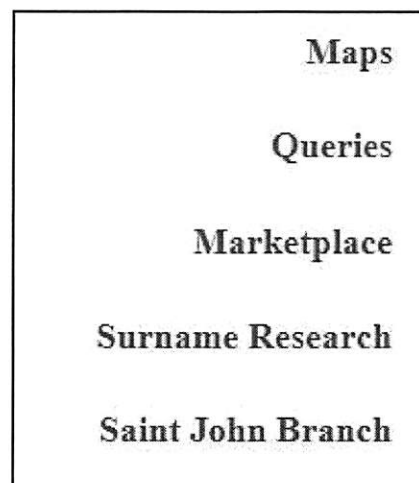 Maps
Queries
Marketplace
Surname Research
Saint John Branch